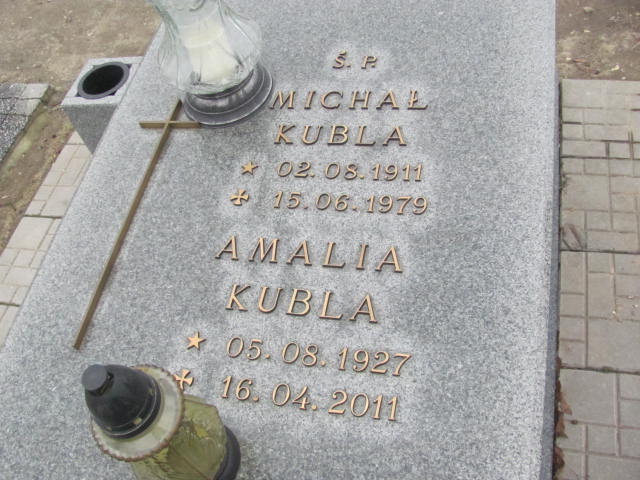 Ś. P.
MICHAŁ
KUBLA
02.08.1911
15.06.1979
AMALIA
KUBLA
05.08.1927
16.04.2011